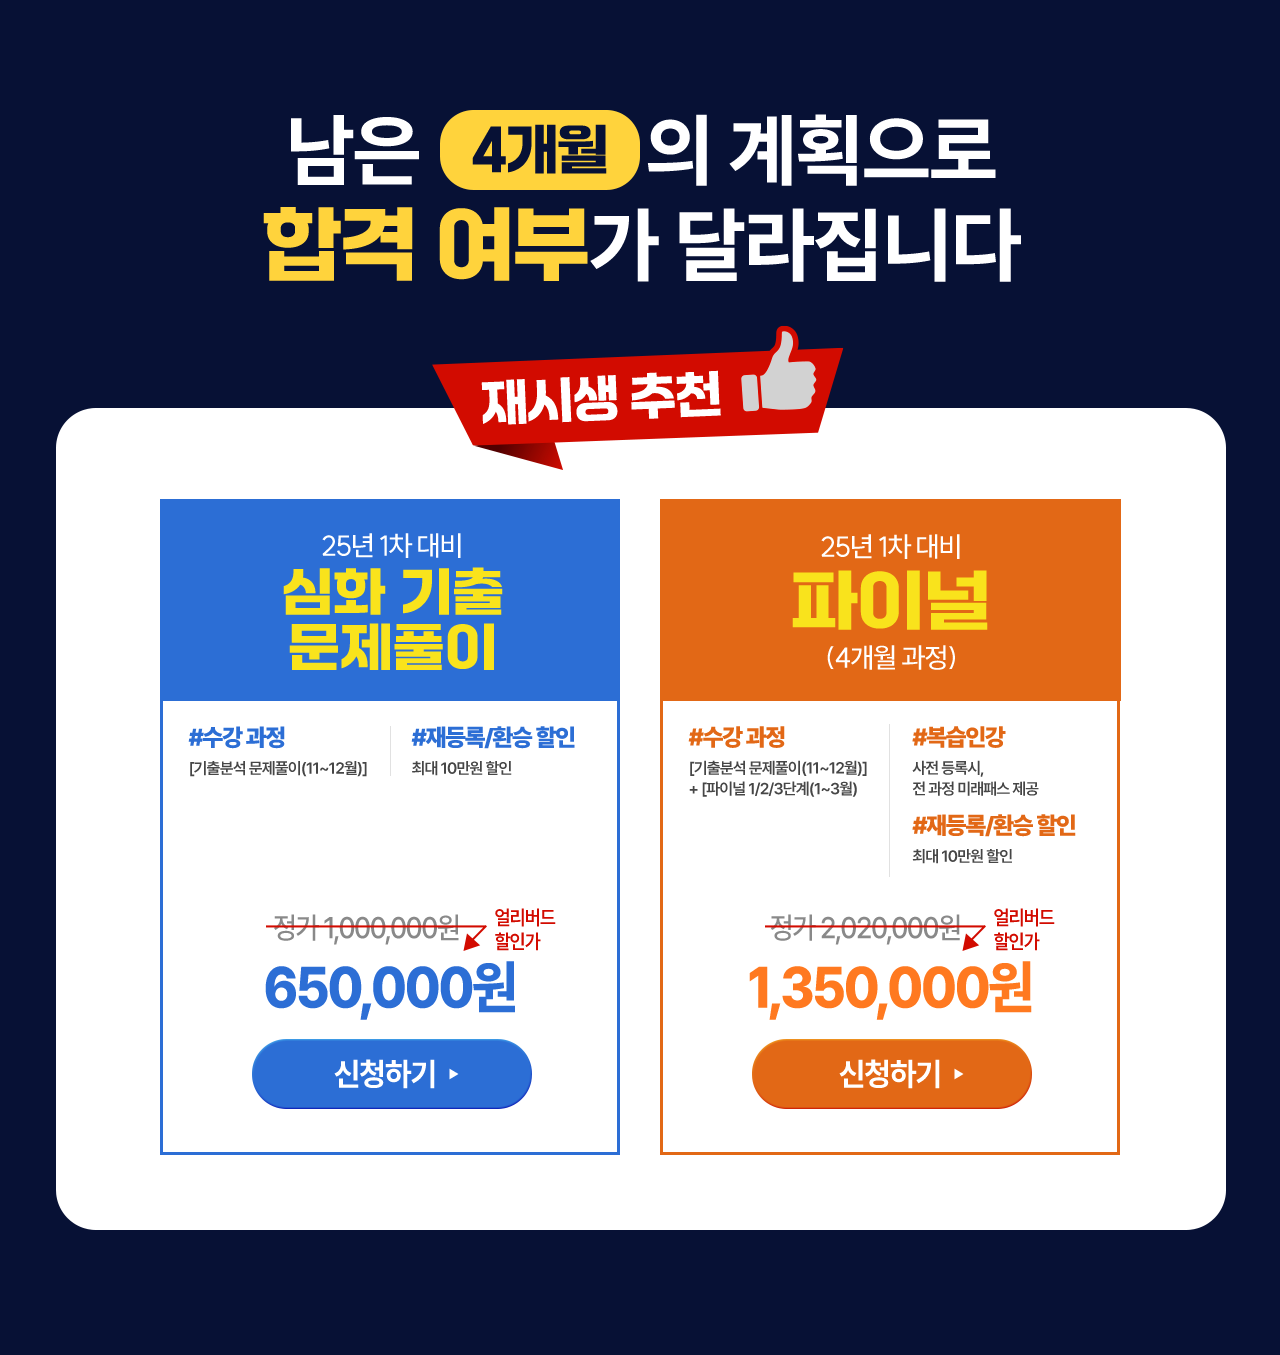 남은 4개월의 계획으로
합격 여부가 달라집니다
재시생 추천
25년 1차 대비
심화 기출
문제풀이
#수강 과정
[기출분석 문제풀이(11~12월)]
#재등록/환승 할인
최대 10만원 할인
정가 1,000,000원
얼리버드
할인가
650,000원
신청하기
25년 1차 대비
파이널
(4개월 과정)
#수강 과정
[기출분석 문제풀이(11~12월)]
+ [파이널 1/2/3단계(1~3월)
#복습인강
사전 등록시,
전 과정 미래패스 제공
#재등록/환승 할인
최대 10만원 할인
정가 2,020,000원
얼리버드
할인가
1,350,000원
신청하기